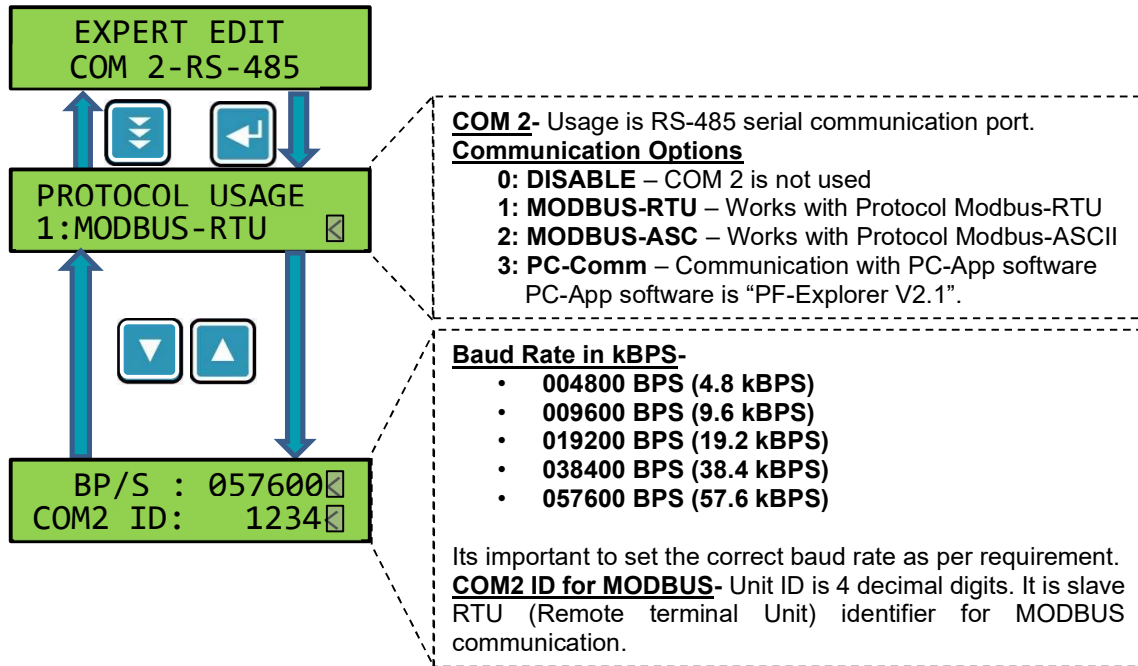 EXPERT EDIT
COM 2-RS-485
PROTOCOL USAGE
1:MODBUS-RTU <
BP/S : 057600<
COM2 ID: 1234<
COM 2- Usage is RS-485 serial communication port.
Communication Options
0: DISABLE – COM 2 is not used
1: MODBUS-RTU – Works with Protocol Modbus-RTU
2: MODBUS-ASC – Works with Protocol Modbus-ASCII
3: PC-Comm – Communication with PC-App software
PC-App software is “PF-Explorer V2.1”.
Baud Rate in kBPS-
• 004800 BPS (4.8 kBPS)
• 009600 BPS (9.6 kBPS)
• 019200 BPS (19.2 kBPS)
• 038400 BPS (38.4 kBPS)
• 057600 BPS (57.6 kBPS)
Its important to set the correct baud rate as per requirement.
COM2 ID for MODBUS- Unit ID is 4 decimal digits. It is slave
RTU (Remote terminal Unit) identifier for MODBUS
communication.